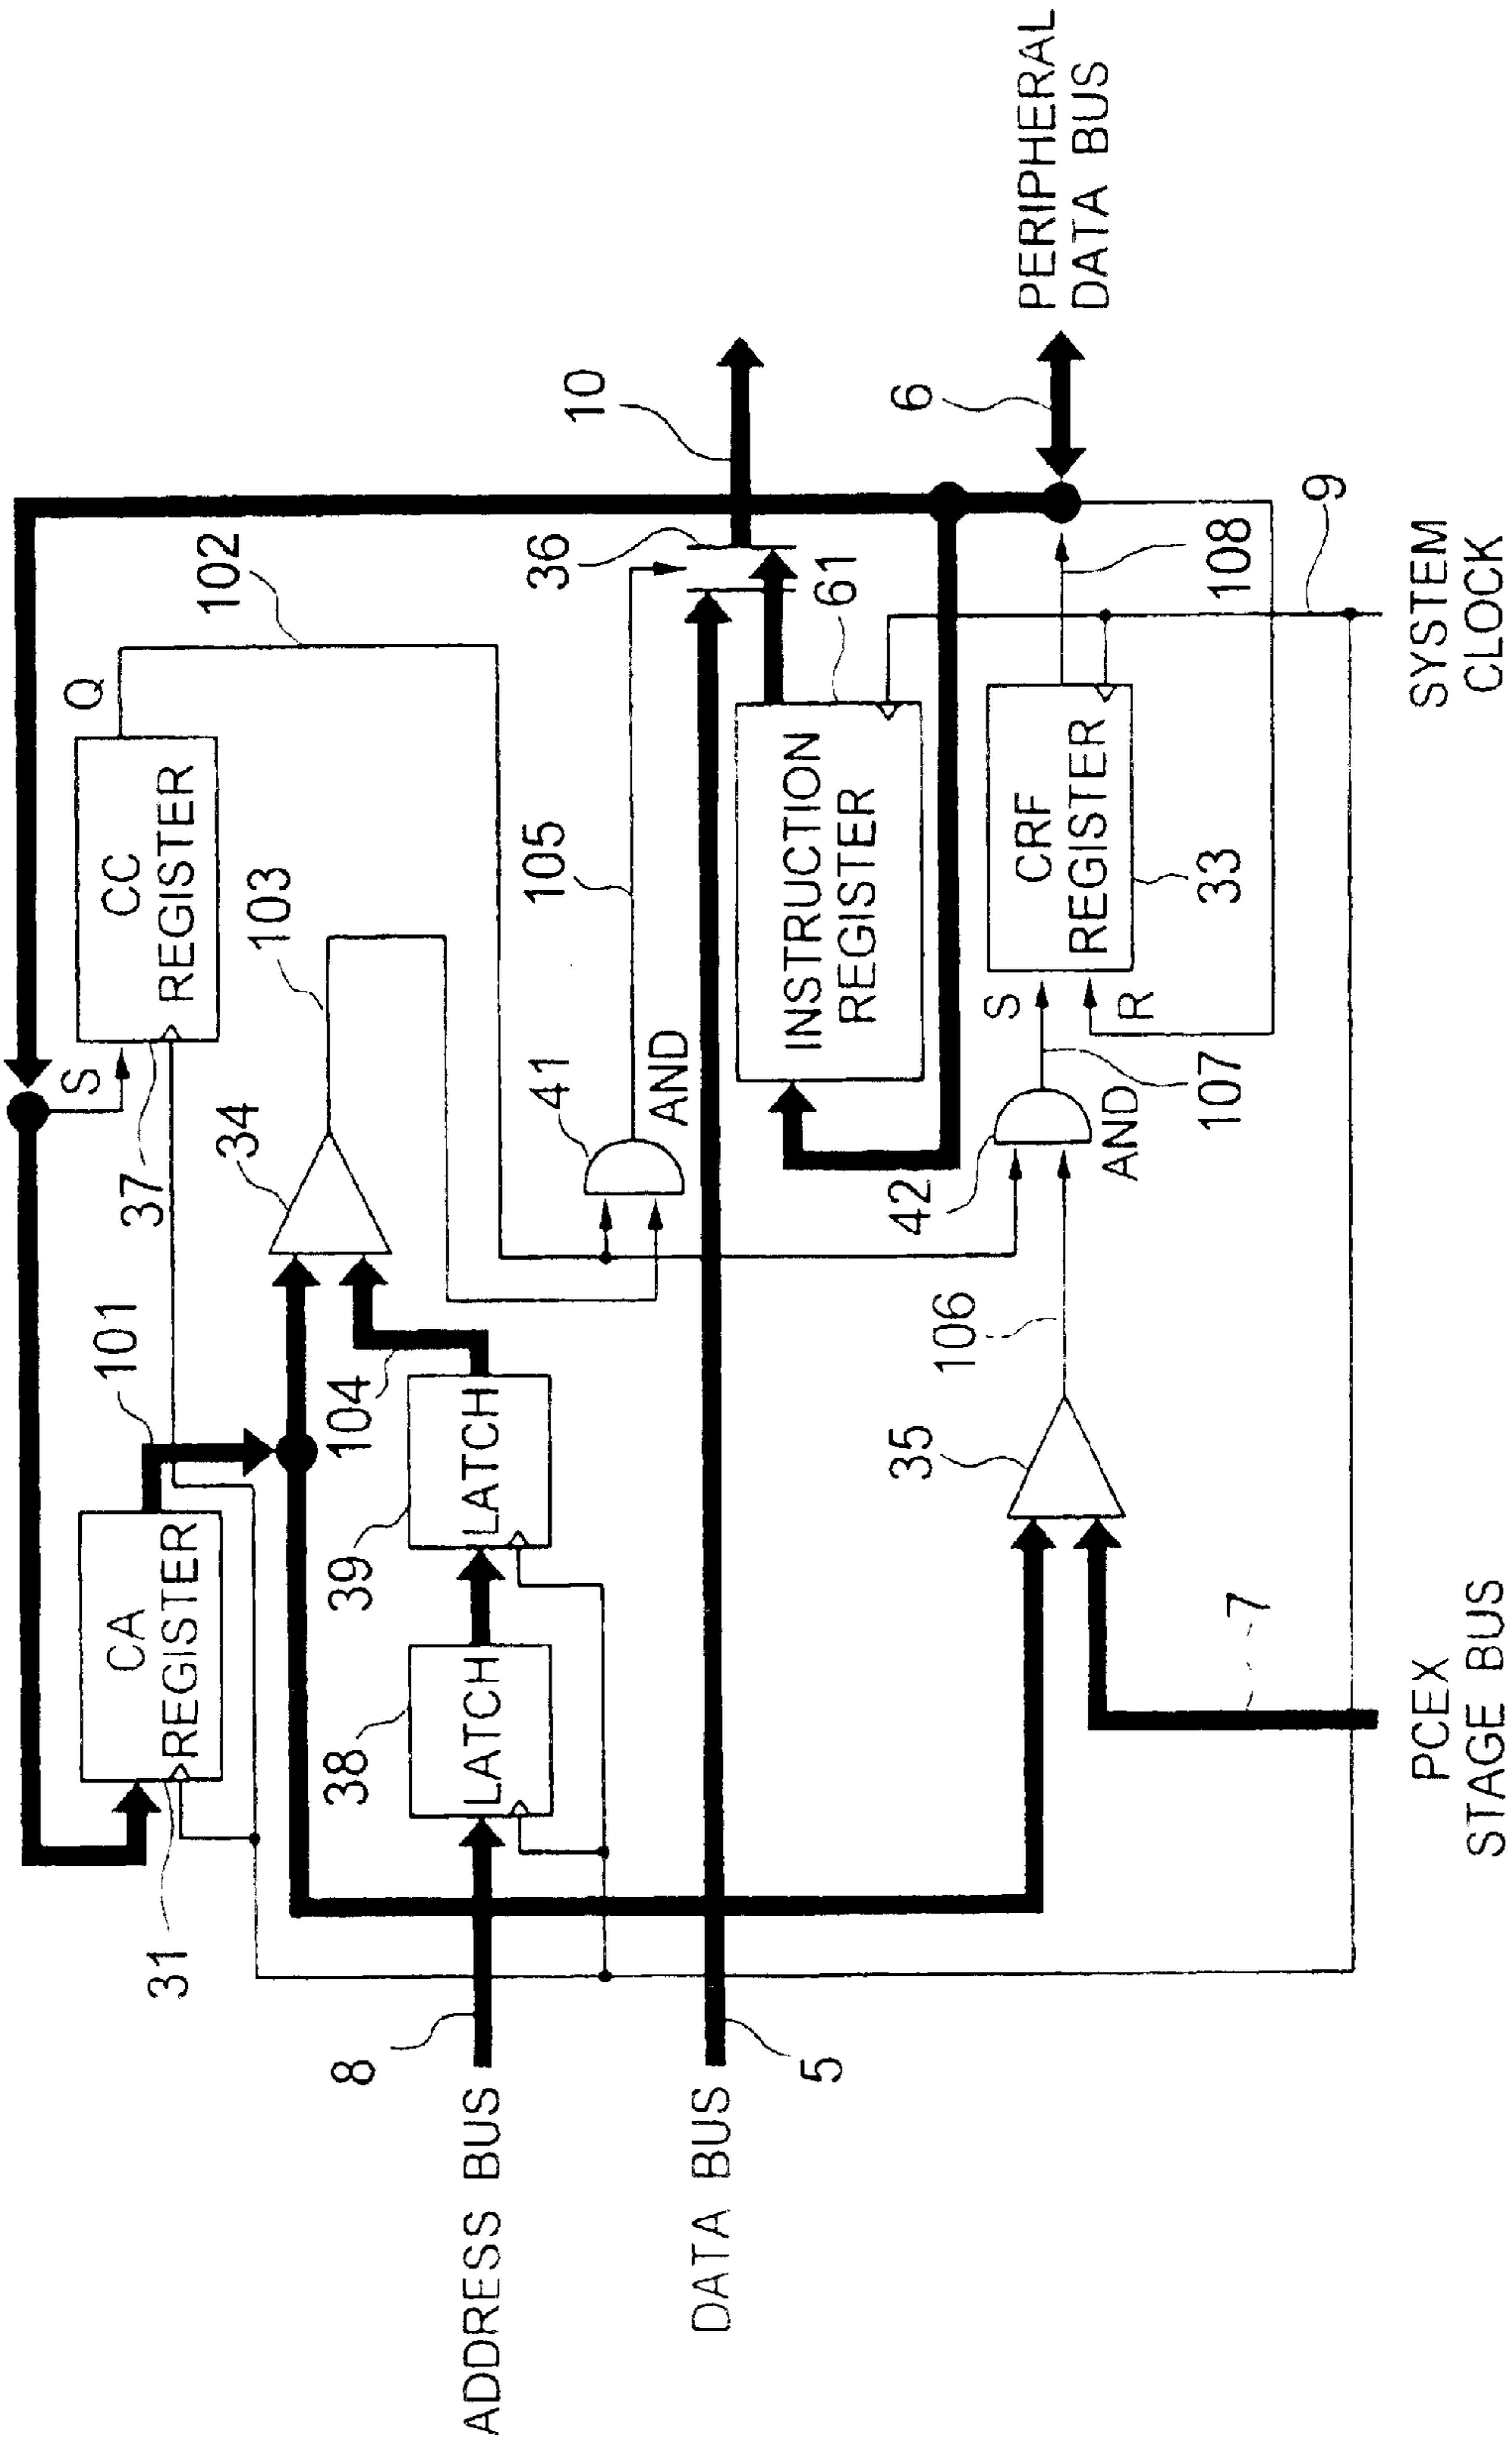 CA
REGISTER
31
101
37
S
CC
REGISTER
Q
102
34
103
104
38
LATCH
39
LATCH
8
ADDRESS BUS
41
AND
105
36
10
DATA BUS
5
INSTRUCTION
REGISTER
61
35
106
42
AND
107
S
R
CRF
REGISTER
33
108
6
PERIPHERAL
DATA BUS
7
PCEX
STAGE BUS
9
SYSTEM
CLOCK